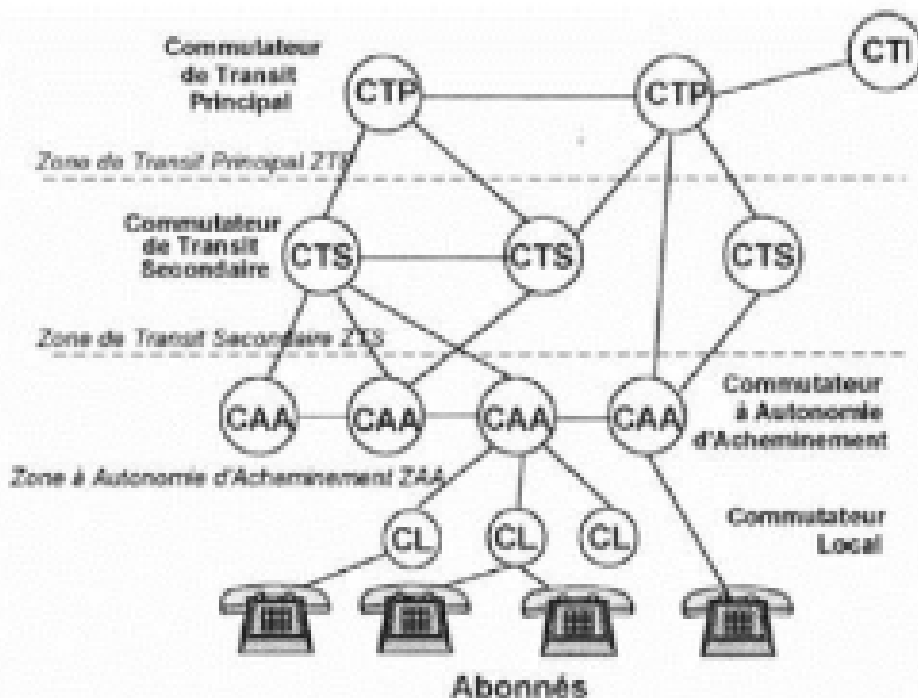 Commutateur
de Transit
Principal
CTP
CTP
CTI
Zone de Transit Principal ZTP
Commutateur
de Transit
Secondaire
CTS
CTS
CTS
Zone de Transit Secondaire ZTS
CAA
CAA
CAA
CAA
Commutateur
à Autonomie
d'Acheminement
Zone à Autonomie d'Acheminement ZAA
CL
CL
CL
Commutateur
Local
Abonnés